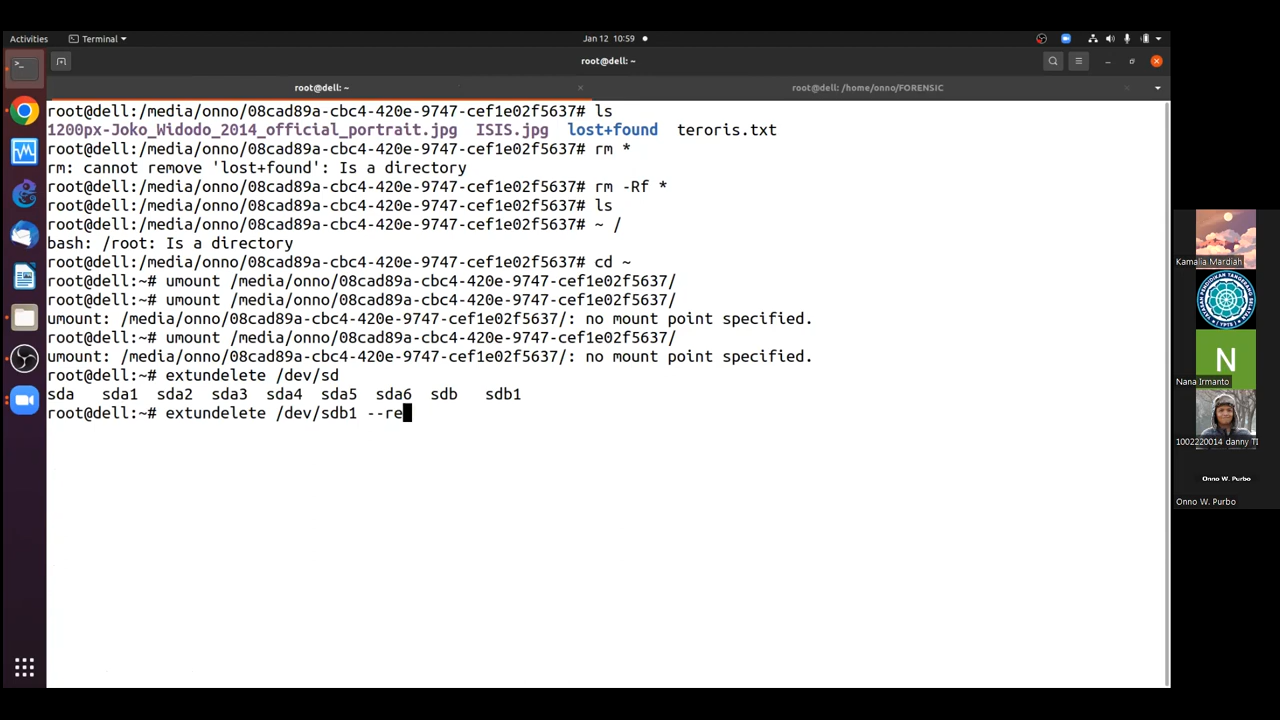 Activities
Terminal
Jan 12 10:59
root@dell: ~
root@dell: ~
root@dell: /home/onno/FORENSIC
root@dell:/media/onno/08cad89a-cbc4-420e-9747-cef1e02f5637# ls
1200px-Joko_Widodo_2014_official_portrait.jpg ISIS.jpg lost+found teroris.txt
root@dell:/media/onno/08cad89a-cbc4-420e-9747-cef1e02f5637# rm *
rm: cannot remove 'lost+found': Is a directory
root@dell:/media/onno/08cad89a-cbc4-420e-9747-cef1e02f5637# rm -Rf *
root@dell:/media/onno/08cad89a-cbc4-420e-9747-cef1e02f5637# ls
root@dell:/media/onno/08cad89a-cbc4-420e-9747-cef1e02f5637# ~ /
bash: /root: Is a directory
root@dell:/media/onno/08cad89a-cbc4-420e-9747-cef1e02f5637# cd ~
root@dell:~# umount /media/onno/08cad89a-cbc4-420e-9747-cef1e02f5637/
root@dell:~# umount /media/onno/08cad89a-cbc4-420e-9747-cef1e02f5637/
umount: /media/onno/08cad89a-cbc4-420e-9747-cef1e02f5637/: no mount point specified.
root@dell:~# umount /media/onno/08cad89a-cbc4-420e-9747-cef1e02f5637/
umount: /media/onno/08cad89a-cbc4-420e-9747-cef1e02f5637/: no mount point specified.
root@dell:~# extundelete /dev/sd
sda sda1 sda2 sda3 sda4 sda5 sda6 sdb sdb1
root@dell:~# extundelete /dev/sdb1 --re
Kamalia Mardiah
N
Nana Irmanto
1002220014 danny TI
Onno W. Purbo
Onno W. Purbo